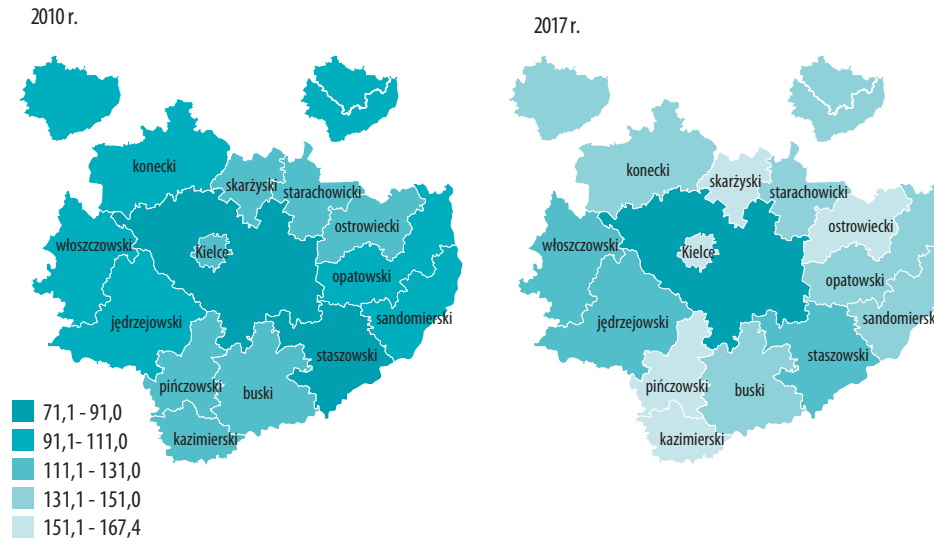 2010 r.
konecki
skarżyski
starachowicki
ostrowiecki
włoszczowski
Kielce
opatowski
sandomierski
jędrzejowski
staszowski
pińczowski
buski
kazimierski
71,1 - 91,0
91,1- 111,0
111,1 - 131,0
131,1 - 151,0
151,1 - 167,4
2017 r.
konecki
skarżyski
starachowicki
ostrowiecki
włoszczowski
Kielce
opatowski
sandomierski
jędrzejowski
staszowski
pińczowski
buski
kazimierski